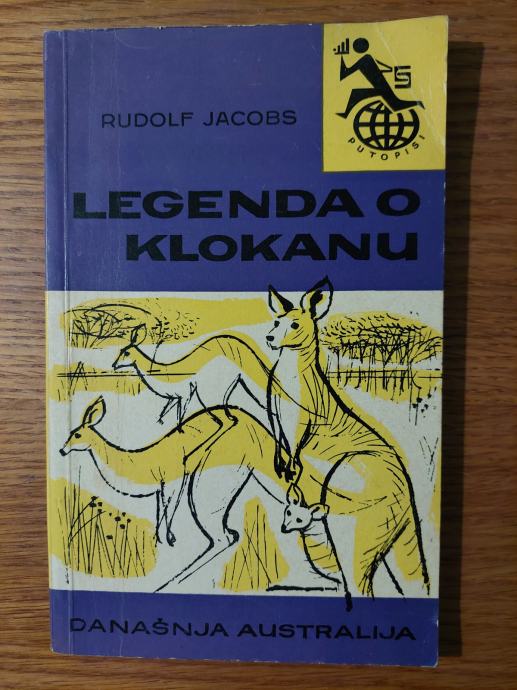 RUDOLF JACOBS
PUTOPISI
LEGENDA O
KLOKANU
DANAŠNJA AUSTRALIJA